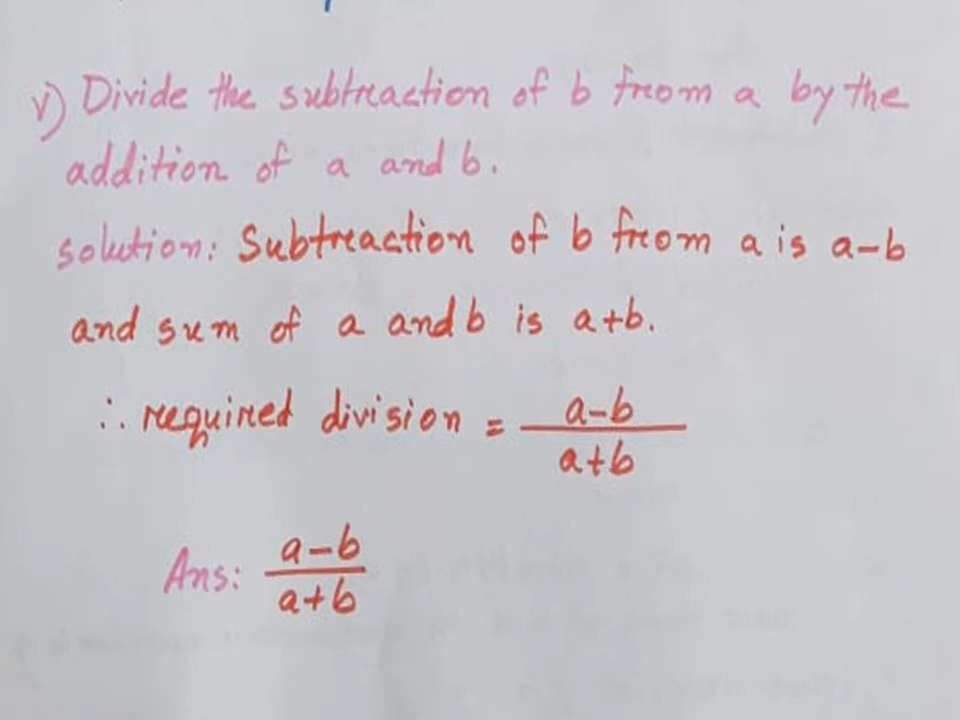 v) Divide the subtraction of b from a by the
addition of a and b.
solution: Subtraction of b from a is a-b
and sum of a and b is a+b.
∴ required division = a-b / a+b
Ans: a-b / a+b